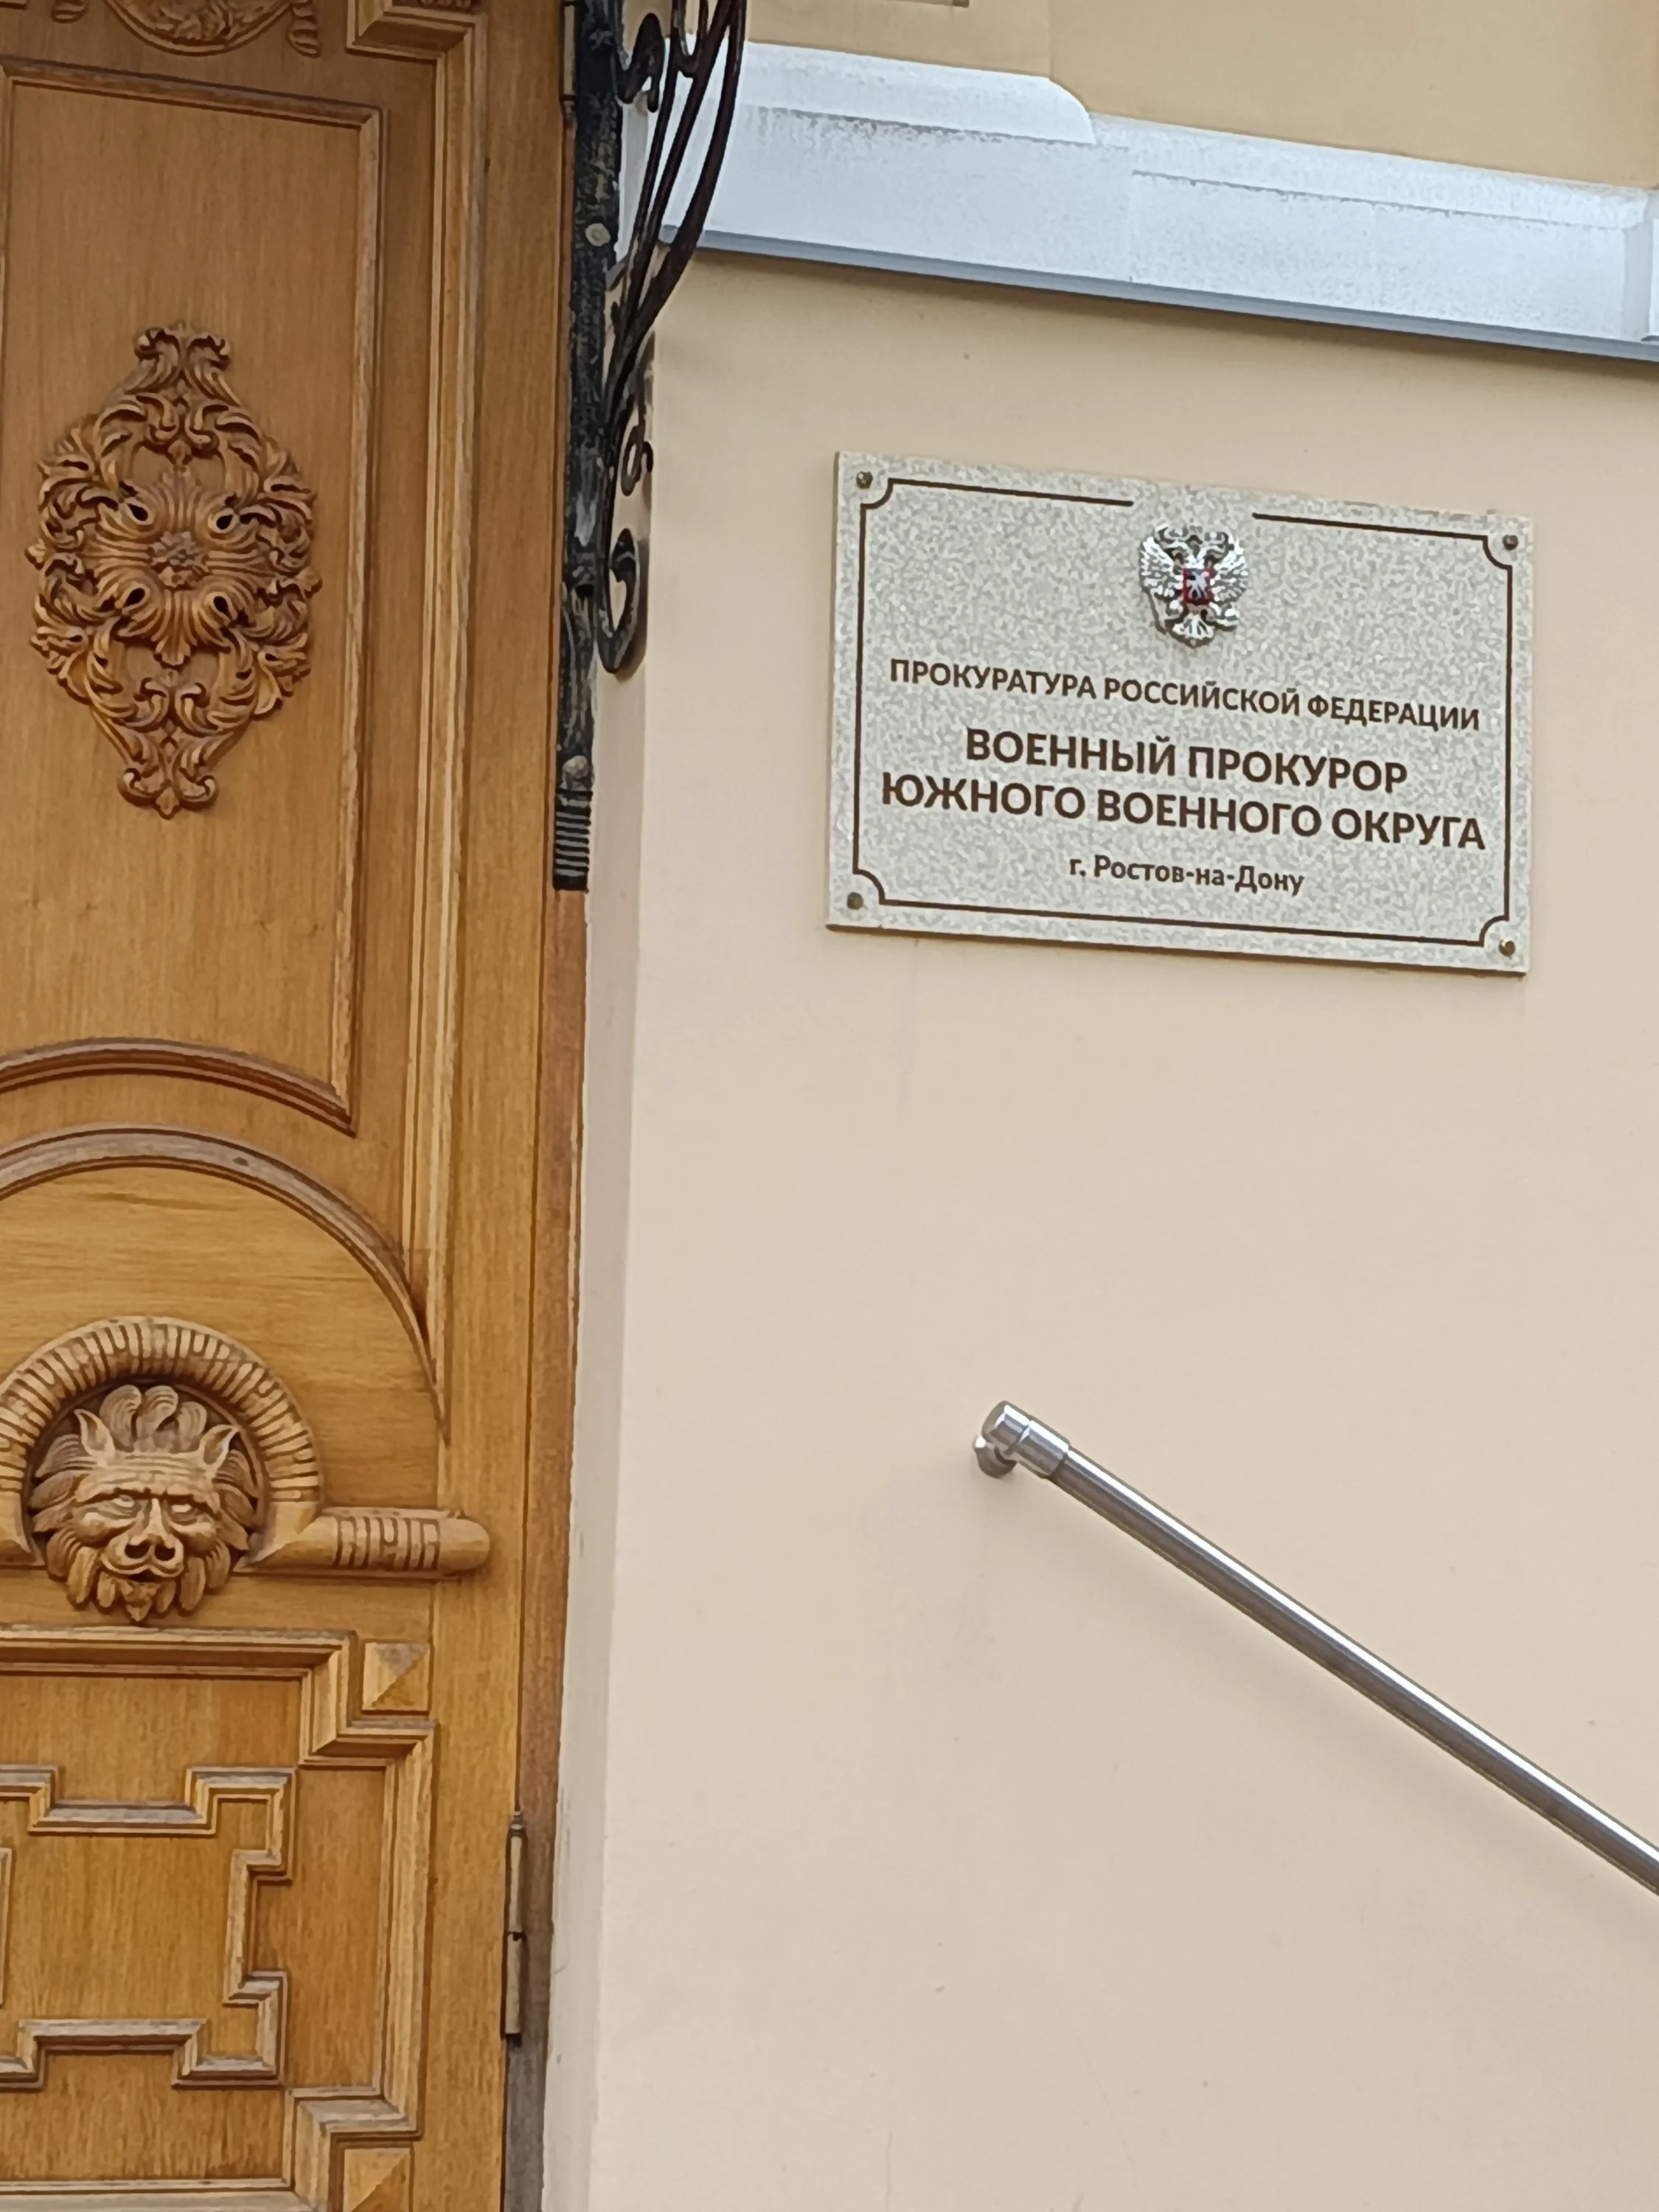 ПРОКУРАТУРА РОССИЙСКОЙ ФЕДЕРАЦИИ
ВОЕННЫЙ ПРОКУРОР
ЮЖНОГО ВОЕННОГО ОКРУГА
г. Ростов-на-Дону